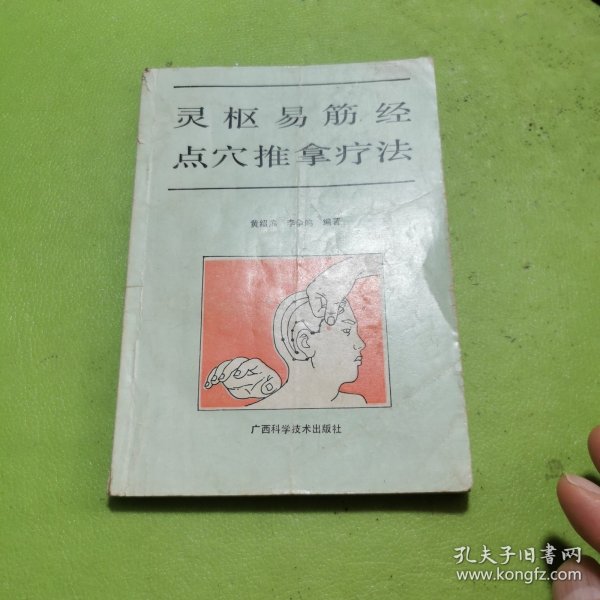 灵枢易筋经
点穴推拿疗法
编著
广西科学技术出版社
孔夫子旧书网
www.kongfz.com